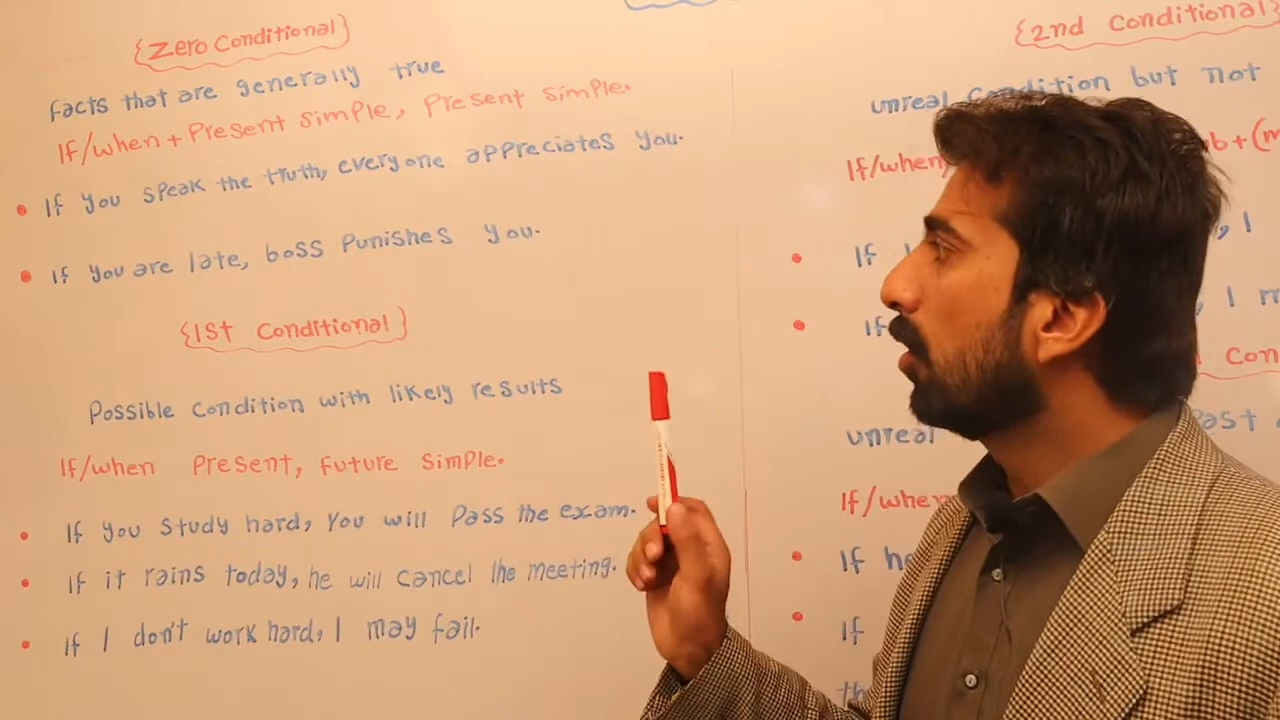 {Zero Conditional}
facts that are generally true
If/when + Present simple, Present simple.
If you speak the truth, everyone appreciates you.
If you are late, boss Punishes you.
{1st Conditional}
Possible Condition with likely results
If/when Present, future simple.
If you study hard, you will pass the exam.
If it rains today, he will cancel the meeting.
If I don't work hard, I may fail.
{2nd Conditional}
unreal Condition but not
If/when
If
, I
If
, I
unreal
If/when
If
If